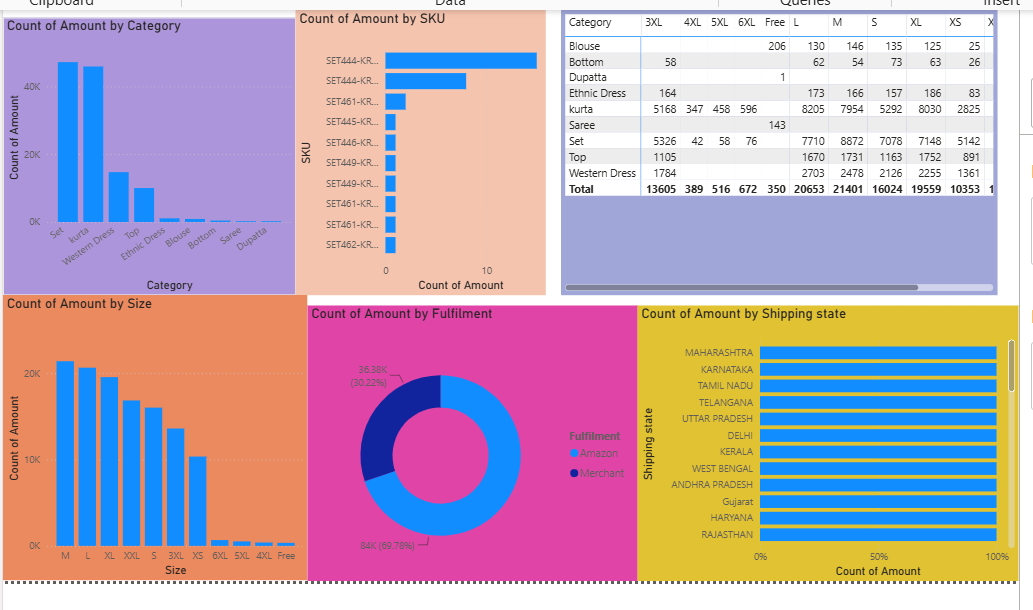 Clipboard Data Queries Insert
Count of Amount by Category
Count of Amount
40K
20K
0K
Set kurta Western Dress Top Ethnic Dress Blouse Bottom Saree Dupatta
Category
Count of Amount by SKU
SKU
SET444-KR...
SET444-KR...
SET461-KR...
SET445-KR...
SET446-KR...
SET449-KR...
SET449-KR...
SET461-KR...
SET461-KR...
SET462-KR...
0 10
Count of Amount
Category 3XL 4XL 5XL 6XL Free L M S XL XS X
Blouse 206 130 146 135 125 25
Bottom 58 62 54 73 63 26
Dupatta 1
Ethnic Dress 164 173 166 157 186 83
kurta 5168 347 458 596 8205 7954 5292 8030 2825
Saree 143
Set 5326 42 58 76 7710 8872 7078 7148 5142
Top 1105 1670 1731 1163 1752 891
Western Dress 1784 2703 2478 2126 2255 1361
Total 13605 389 516 672 350 20653 21401 16024 19559 10353 1
Count of Amount by Size
Count of Amount
20K
10K
0K
M L XL XXL S 3XL XS 6XL 5XL 4XL Free
Size
Count of Amount by Fulfilment
36.38K
(30.22%)
84K (69.78%)
Fulfilment
Amazon
Merchant
Count of Amount by Shipping state
Shipping state
MAHARASHTRA
KARNATAKA
TAMIL NADU
TELANGANA
UTTAR PRADESH
DELHI
KERALA
WEST BENGAL
ANDHRA PRADESH
Gujarat
HARYANA
RAJASTHAN
0% 50% 100%
Count of Amount